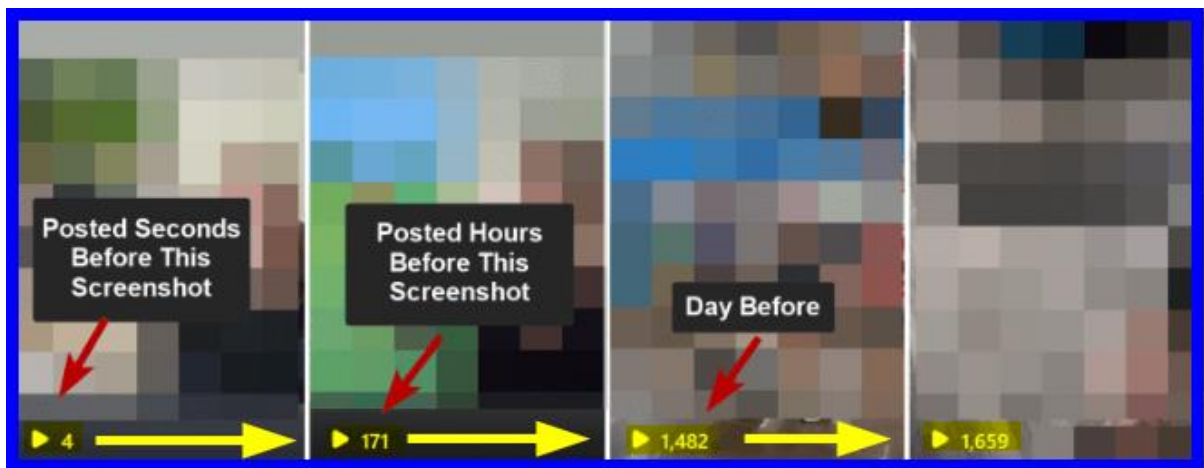 Posted Seconds
Before This
Screenshot
Posted Hours
Before This
Screenshot
Day Before
4
171
1,482
1,659